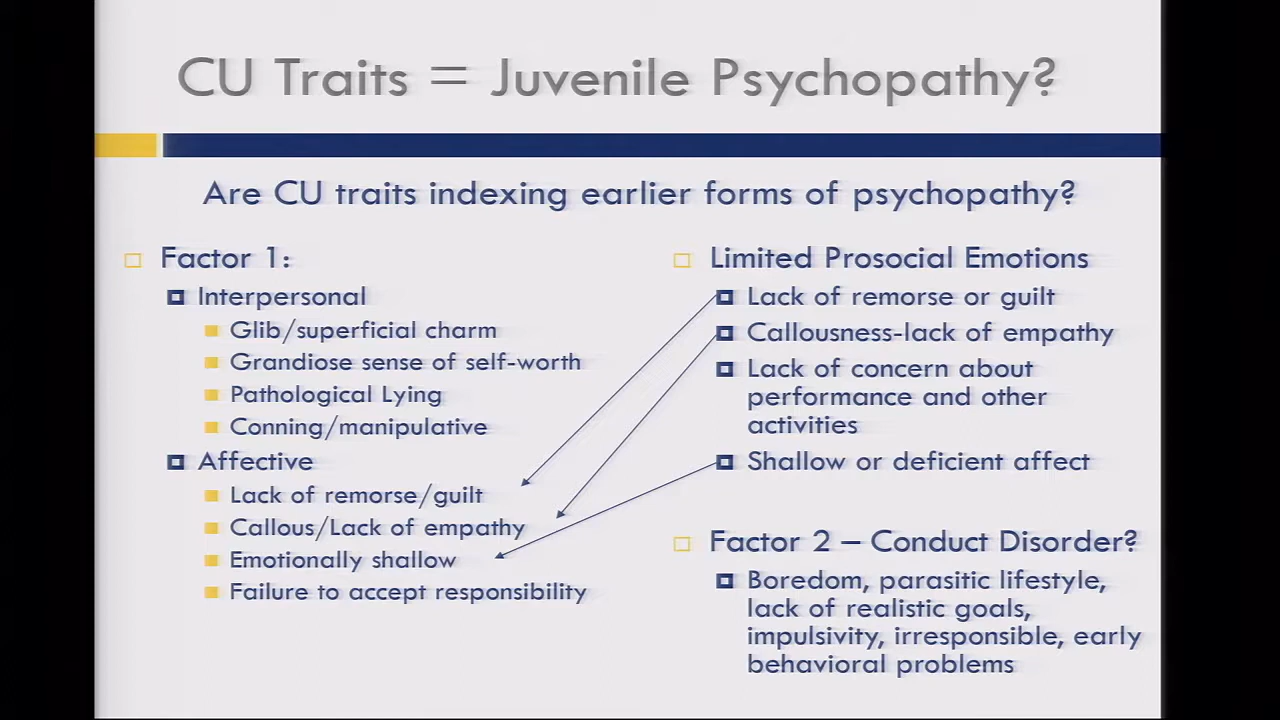 CU Traits = Juvenile Psychopathy?
Are CU traits indexing earlier forms of psychopathy?
Factor 1:
Interpersonal
Glib/superficial charm
Grandiose sense of self-worth
Pathological Lying
Conning/manipulative
Affective
Lack of remorse/guilt
Callous/Lack of empathy
Emotionally shallow
Failure to accept responsibility
Limited Prosocial Emotions
Lack of remorse or guilt
Callousness-lack of empathy
Lack of concern about
performance and other
activities
Shallow or deficient affect
Factor 2 – Conduct Disorder?
Boredom, parasitic lifestyle,
lack of realistic goals,
impulsivity, irresponsible, early
behavioral problems